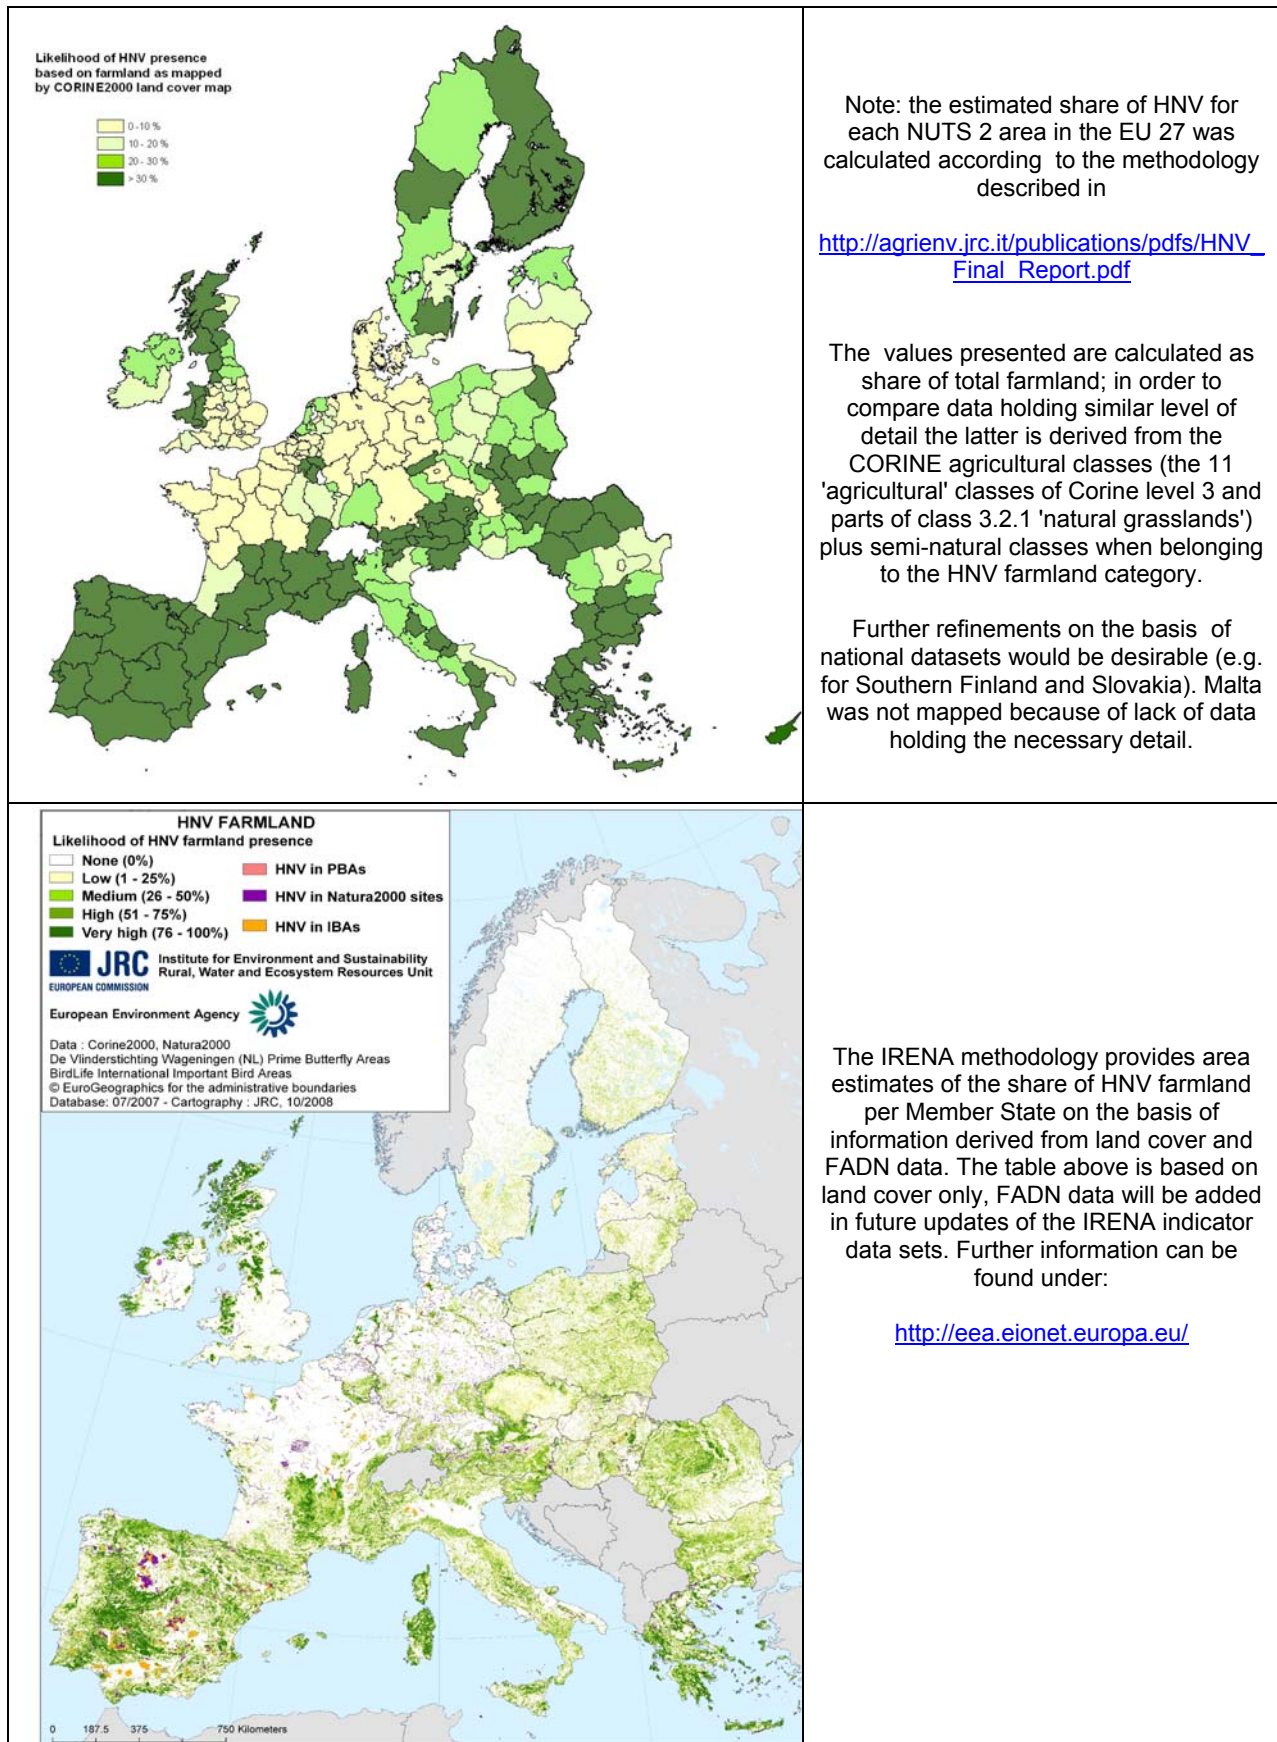 Likelihood of HNV presence
based on farmland as mapped
by CORINE2000 land cover map
0 -10 %
10 - 20 %
20 - 30 %
> 30 %
Note: the estimated share of HNV for
each NUTS 2 area in the EU 27 was
calculated according to the methodology
described in
http://agrienv.jrc.it/publications/pdfs/HNV_
Final_Report.pdf
The values presented are calculated as
share of total farmland; in order to
compare data holding similar level of
detail the latter is derived from the
CORINE agricultural classes (the 11
'agricultural' classes of Corine level 3 and
parts of class 3.2.1 'natural grasslands')
plus semi-natural classes when belonging
to the HNV farmland category.
Further refinements on the basis of
national datasets would be desirable (e.g.
for Southern Finland and Slovakia). Malta
was not mapped because of lack of data
holding the necessary detail.
HNV FARMLAND
Likelihood of HNV farmland presence
None (0%)
Low (1 - 25%)
Medium (26 - 50%)
High (51 - 75%)
Very high (76 - 100%)
HNV in PBAs
HNV in Natura2000 sites
HNV in IBAs
JRC
EUROPEAN COMMISSION
Institute for Environment and Sustainability
Rural, Water and Ecosystem Resources Unit
European Environment Agency
Data : Corine2000, Natura2000
De Vlinderstichting Wageningen (NL) Prime Butterfly Areas
BirdLife International Important Bird Areas
© EuroGeographics for the administrative boundaries
Database: 07/2007 - Cartography : JRC, 10/2008
0 187.5 375 750 Kilometers
The IRENA methodology provides area
estimates of the share of HNV farmland
per Member State on the basis of
information derived from land cover and
FADN data. The table above is based on
land cover only, FADN data will be added
in future updates of the IRENA indicator
data sets. Further information can be
found under:
http://eea.eionet.europa.eu/